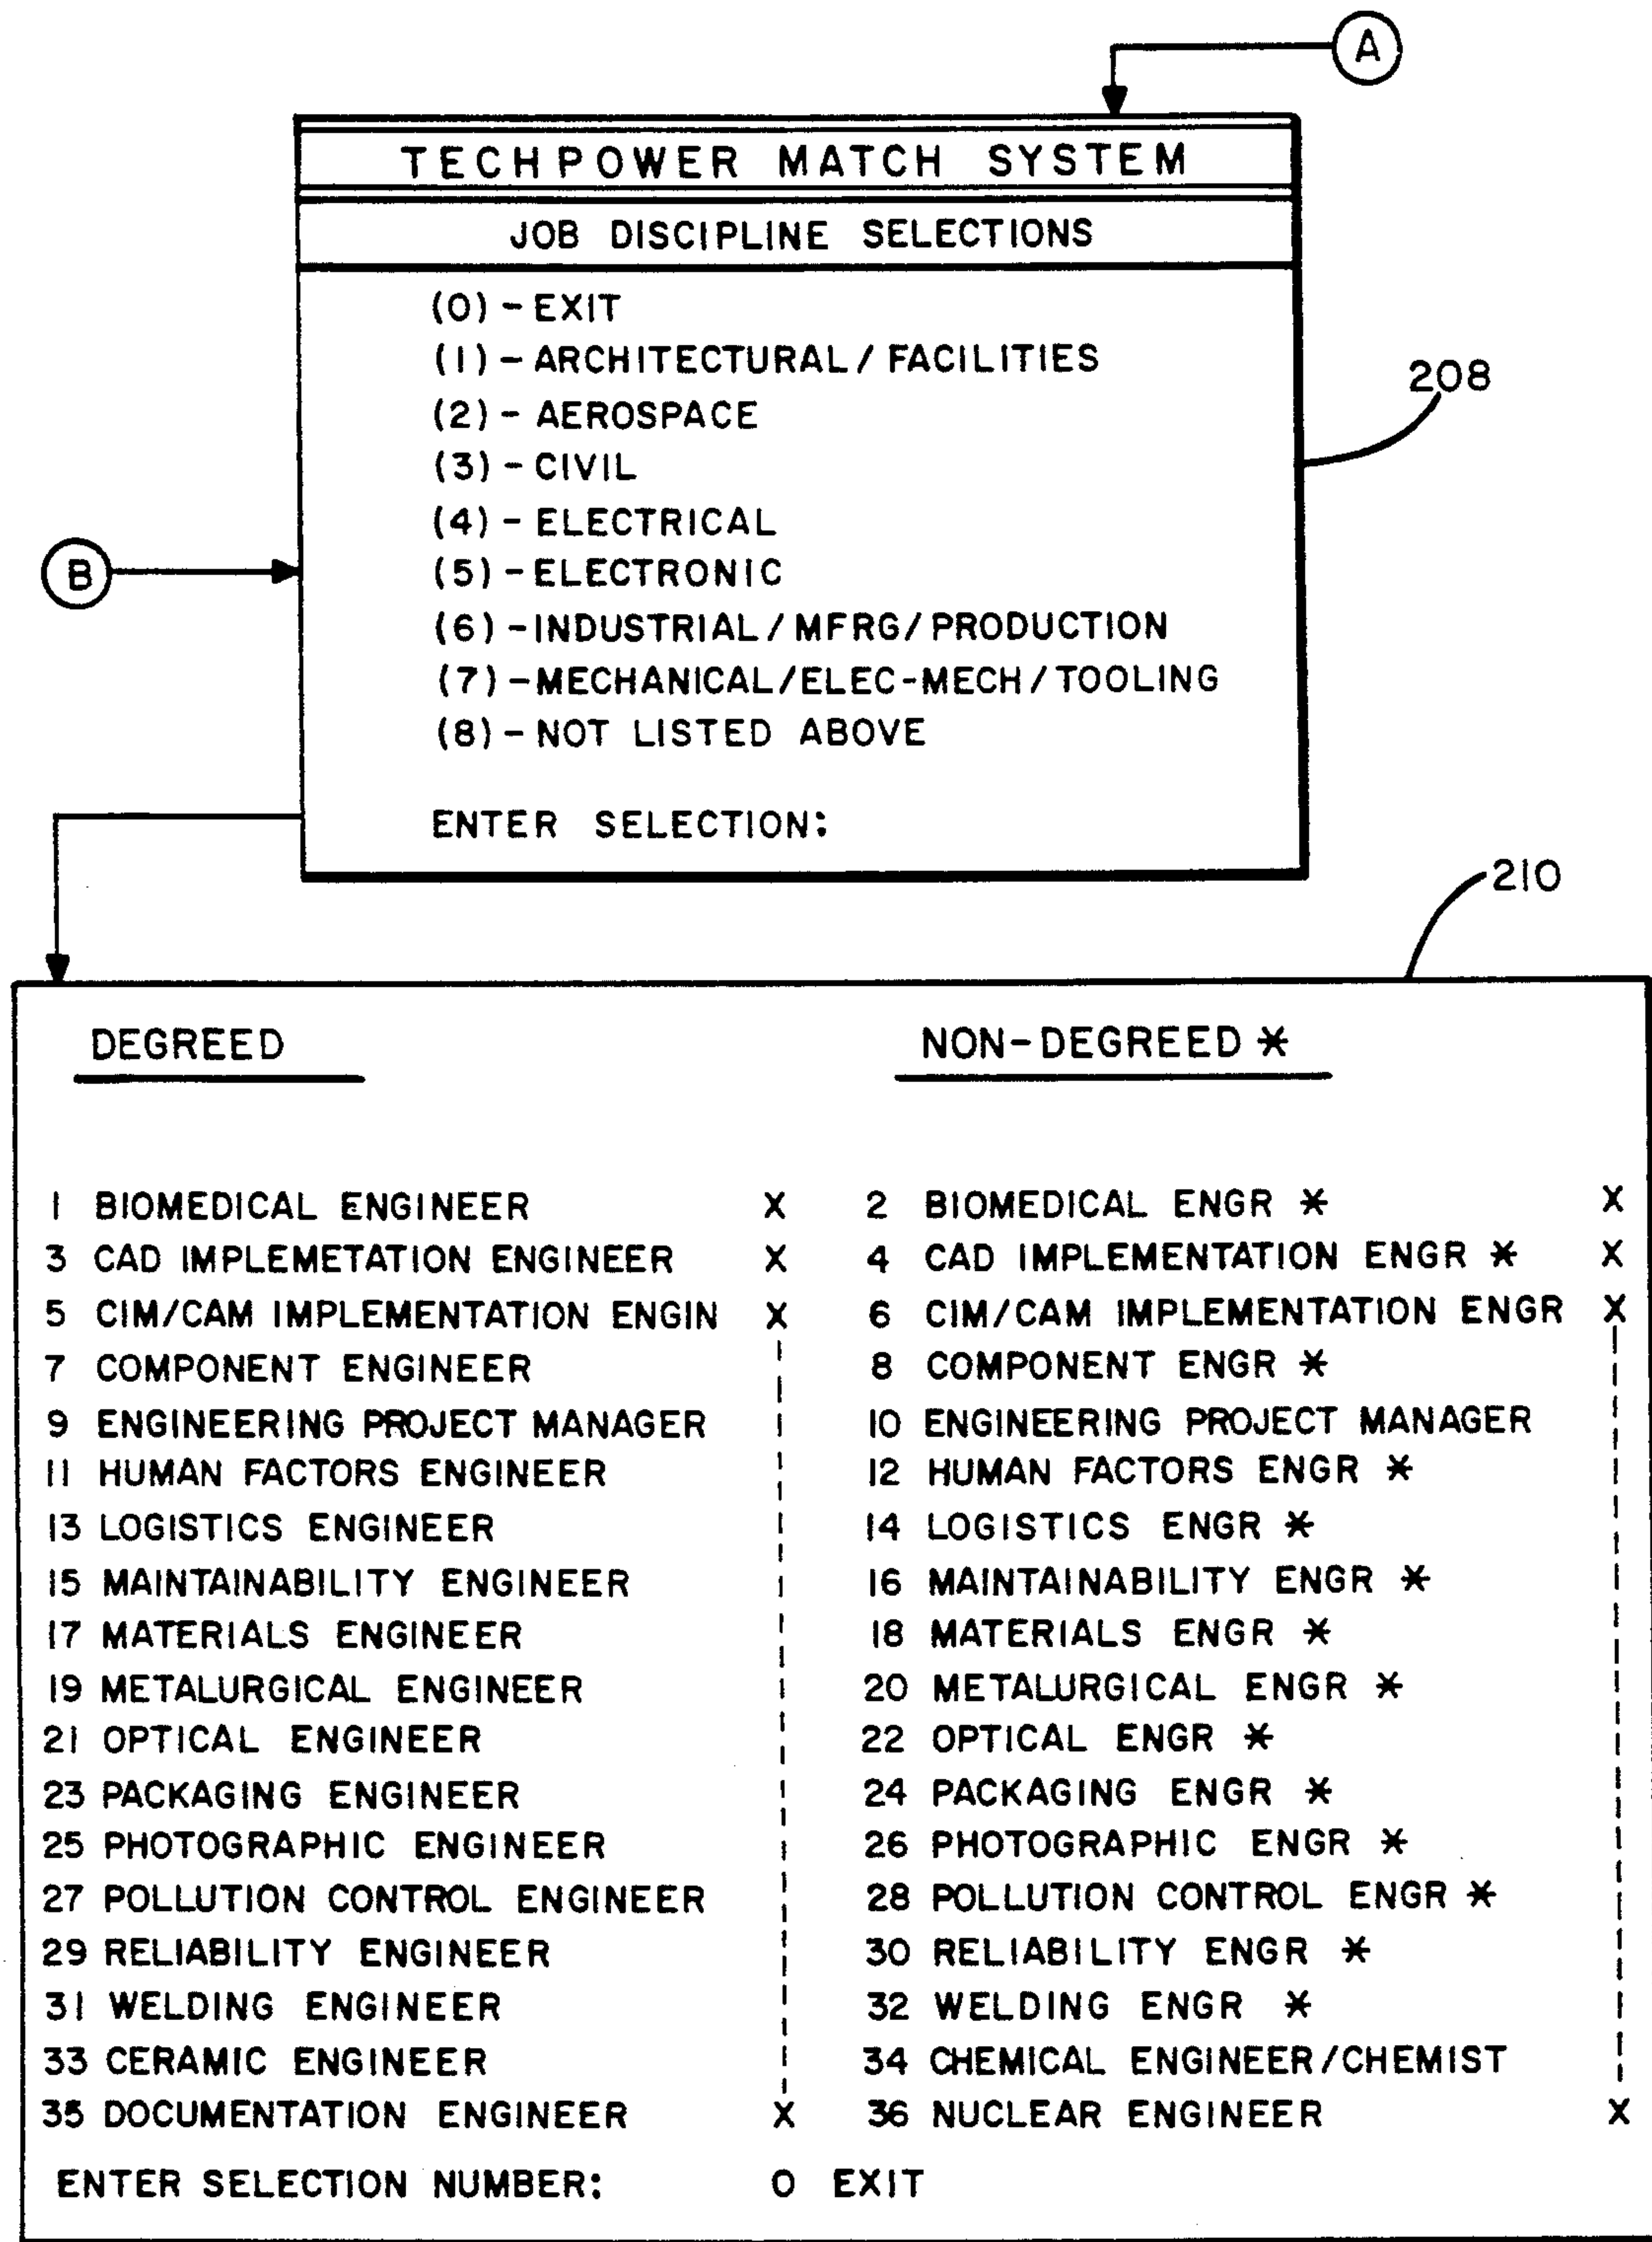 A
TECHPOWER MATCH SYSTEM
JOB DISCIPLINE SELECTIONS
(0) - EXIT
(1) - ARCHITECTURAL / FACILITIES
208
(2) - AEROSPACE
(3) - CIVIL
(4) - ELECTRICAL
B
(5) - ELECTRONIC
(6) - INDUSTRIAL / MFRG / PRODUCTION
(7) - MECHANICAL/ELEC-MECH / TOOLING
(8) - NOT LISTED ABOVE
ENTER SELECTION:
210
DEGREED NON-DEGREED *
1 BIOMEDICAL ENGINEER X 2 BIOMEDICAL ENGR * X
3 CAD IMPLEMETATION ENGINEER X 4 CAD IMPLEMENTATION ENGR * X
5 CIM/CAM IMPLEMENTATION ENGIN X 6 CIM/CAM IMPLEMENTATION ENGR X
7 COMPONENT ENGINEER 8 COMPONENT ENGR *
9 ENGINEERING PROJECT MANAGER 10 ENGINEERING PROJECT MANAGER
11 HUMAN FACTORS ENGINEER 12 HUMAN FACTORS ENGR *
13 LOGISTICS ENGINEER 14 LOGISTICS ENGR *
15 MAINTAINABILITY ENGINEER 16 MAINTAINABILITY ENGR *
17 MATERIALS ENGINEER 18 MATERIALS ENGR *
19 METALURGICAL ENGINEER 20 METALURGICAL ENGR *
21 OPTICAL ENGINEER 22 OPTICAL ENGR *
23 PACKAGING ENGINEER 24 PACKAGING ENGR *
25 PHOTOGRAPHIC ENGINEER 26 PHOTOGRAPHIC ENGR *
27 POLLUTION CONTROL ENGINEER 28 POLLUTION CONTROL ENGR *
29 RELIABILITY ENGINEER 30 RELIABILITY ENGR *
31 WELDING ENGINEER 32 WELDING ENGR *
33 CERAMIC ENGINEER 34 CHEMICAL ENGINEER/CHEMIST
35 DOCUMENTATION ENGINEER X 36 NUCLEAR ENGINEER X
ENTER SELECTION NUMBER: 0 EXIT